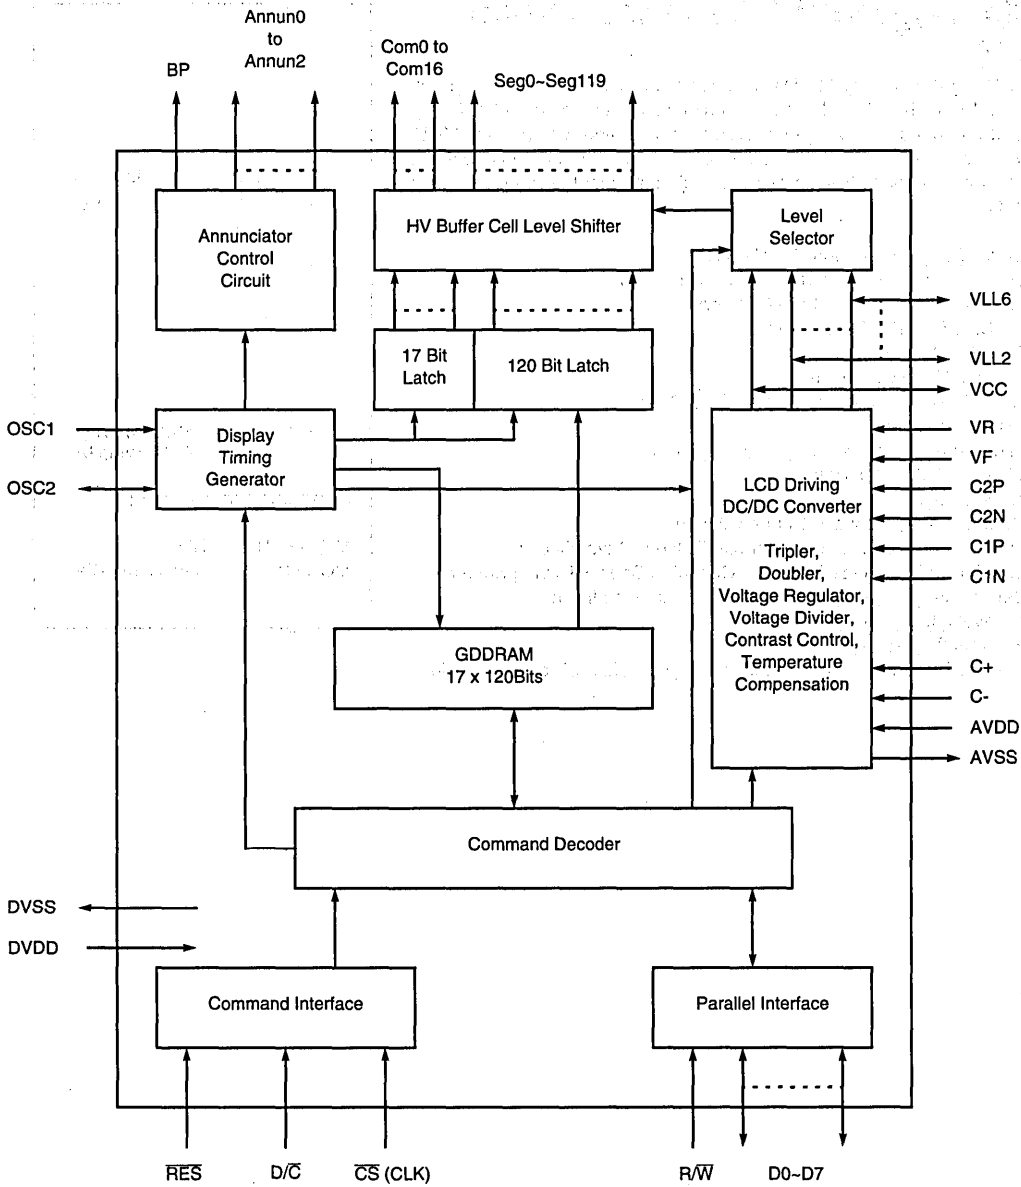 Annun0
to
Annun2
BP
Com0 to
Com16
Seg0~Seg119
Annunciator
Control
Circuit
HV Buffer Cell Level Shifter
Level
Selector
VLL6
VLL2
VCC
17 Bit
Latch
120 Bit Latch
OSC1
OSC2
Display
Timing
Generator
VR
VF
C2P
C2N
C1P
C1N
C+
C-
AVDD
AVSS
LCD Driving
DC/DC Converter
Tripler,
Doubler,
Voltage Regulator,
Voltage Divider,
Contrast Control,
Temperature
Compensation
GDDRAM
17 x 120Bits
Command Decoder
DVSS
DVDD
Command Interface
Parallel Interface
R̅E̅S̅
D/C̅
C̅S̅ (CLK)
R/W̅
D0~D7